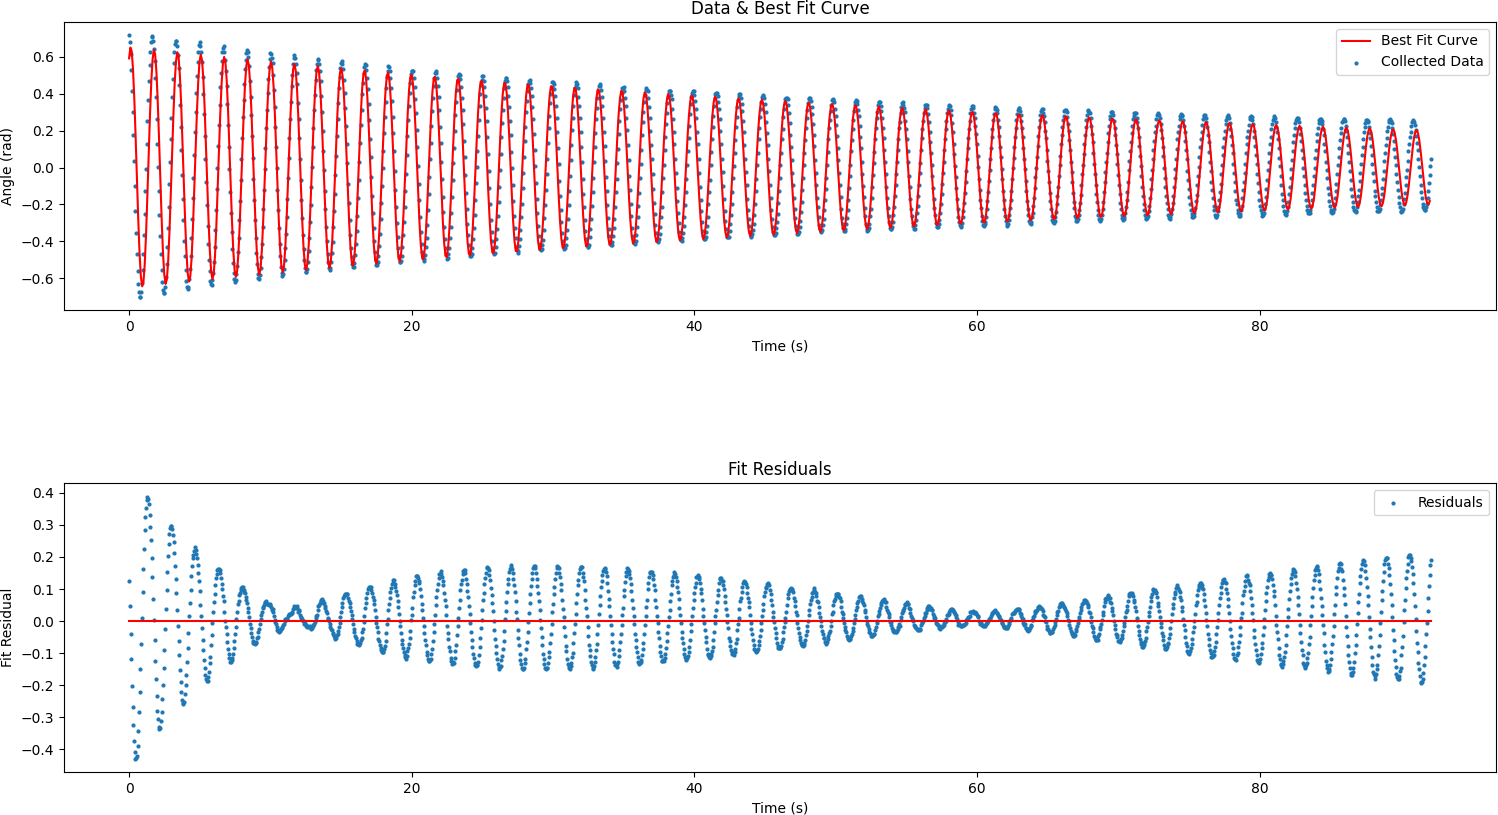 Data & Best Fit Curve
Best Fit Curve
Collected Data
Angle (rad)
0.6
0.4
0.2
0.0
−0.2
−0.4
−0.6
0 20 40 60 80
Time (s)
Fit Residuals
Residuals
Fit Residual
0.4
0.3
0.2
0.1
0.0
−0.1
−0.2
−0.3
−0.4
0 20 40 60 80
Time (s)